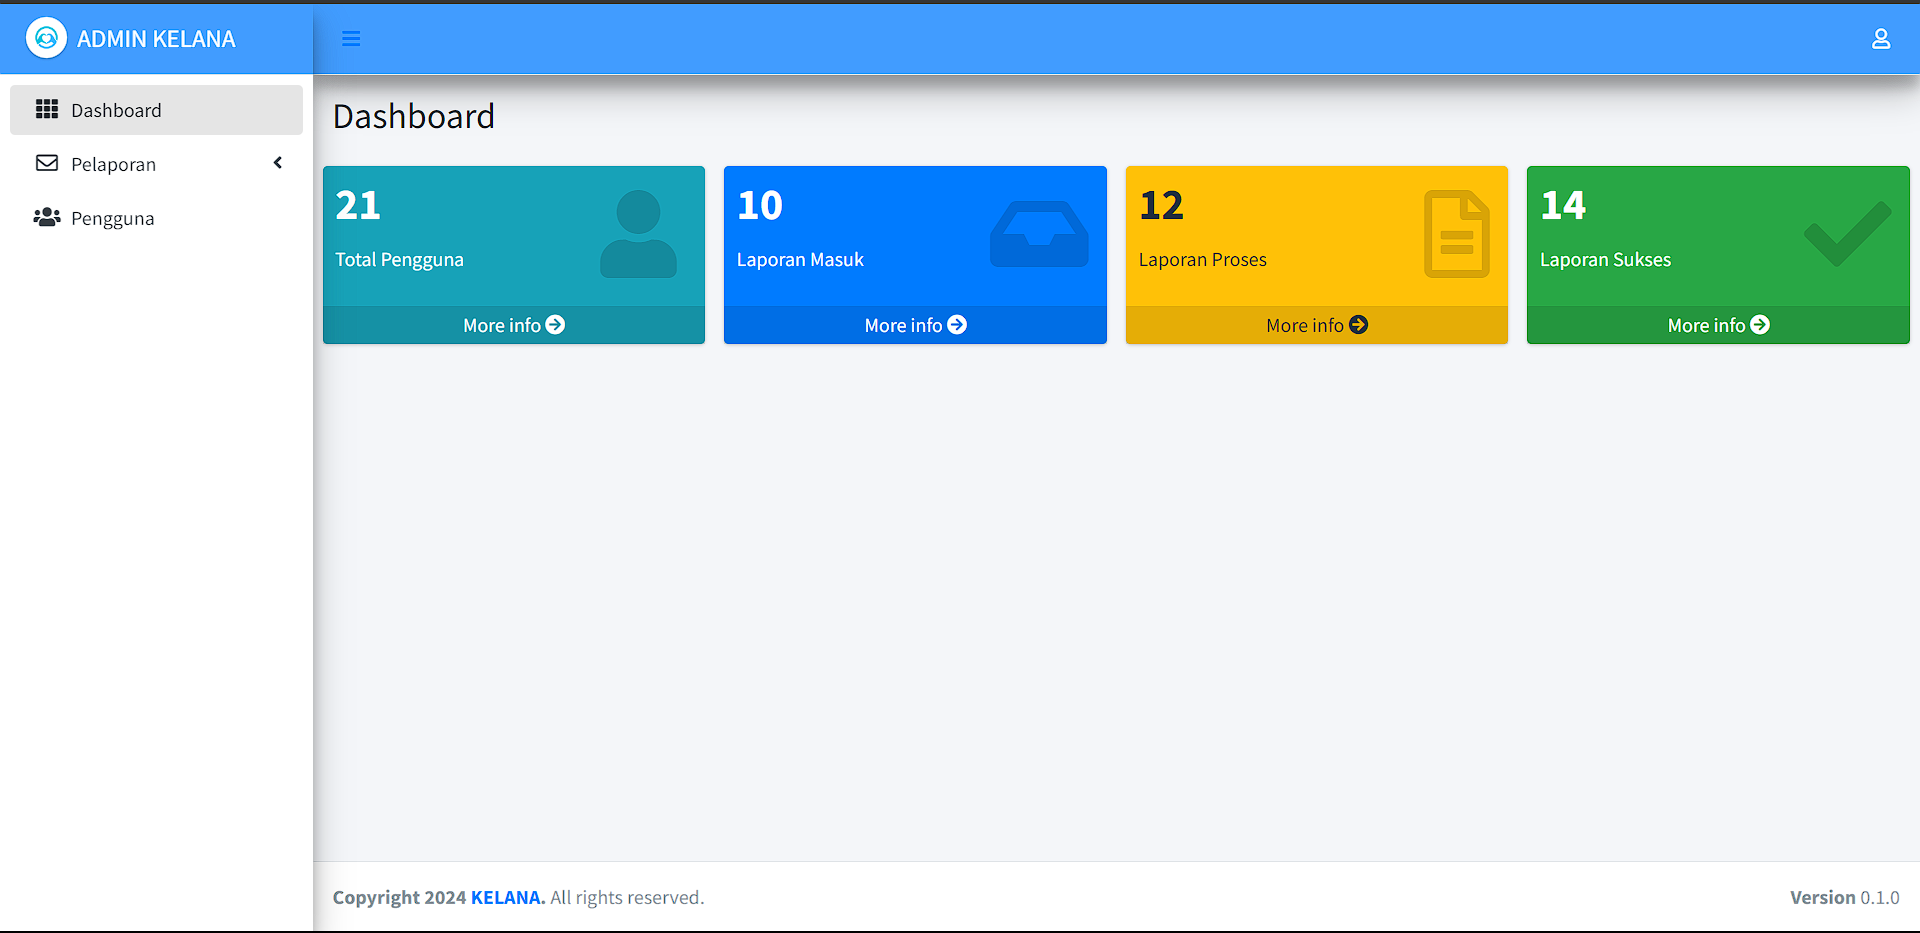 ADMIN KELANA
Dashboard
Pelaporan
Pengguna
Dashboard
21
Total Pengguna
More info
10
Laporan Masuk
More info
12
Laporan Proses
More info
14
Laporan Sukses
More info
Copyright 2024 KELANA. All rights reserved.
Version 0.1.0